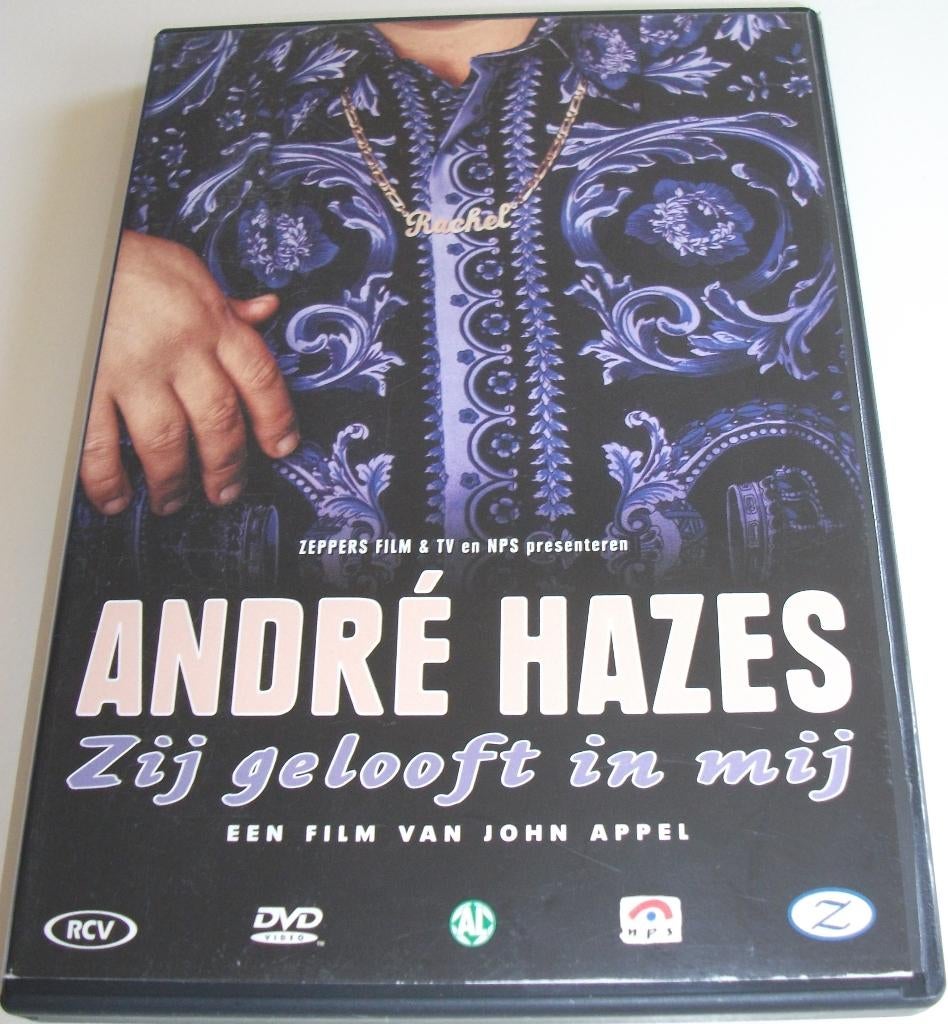 Rachel
ZEPPERS FILM & TV en NPS presenteren
ANDRÉ HAZES
Zij gelooft in mij
EEN FILM VAN JOHN APPEL
RCV
DVD
VIDEO
NPS
Z